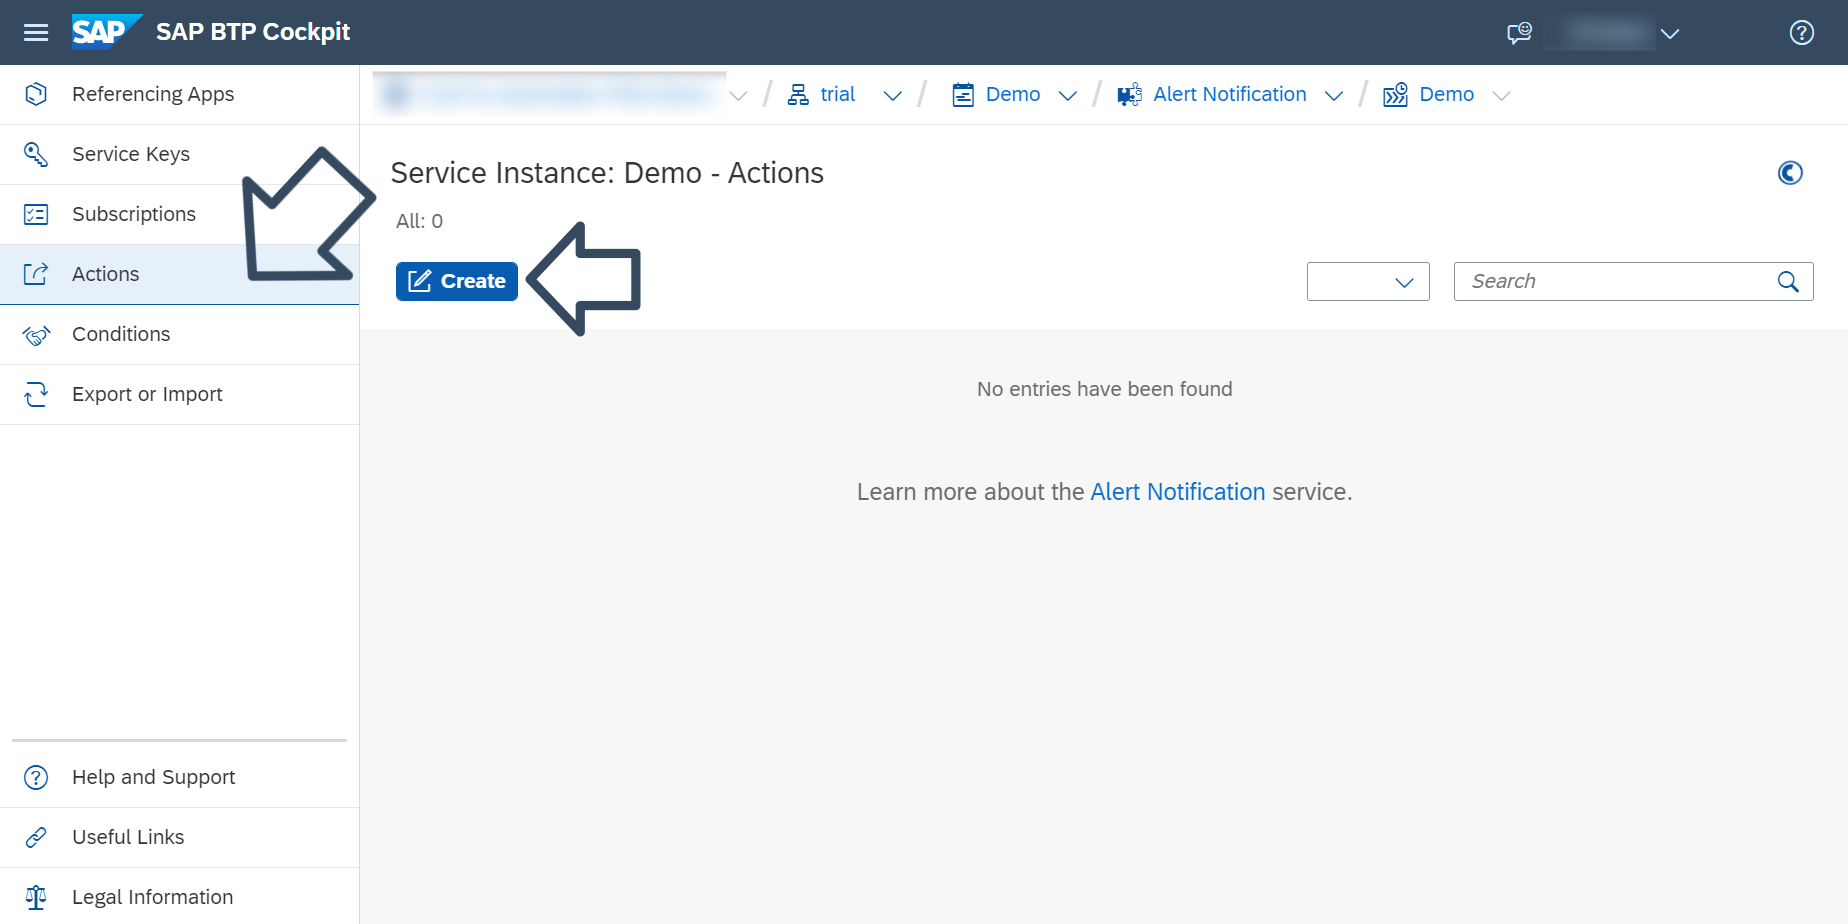 SAP SAP BTP Cockpit
Referencing Apps
Service Keys
Subscriptions
Actions
Conditions
Export or Import
Help and Support
Useful Links
Legal Information
trial / Demo / Alert Notification / Demo
Service Instance: Demo - Actions
All: 0
Create
Search
No entries have been found
Learn more about the Alert Notification service.